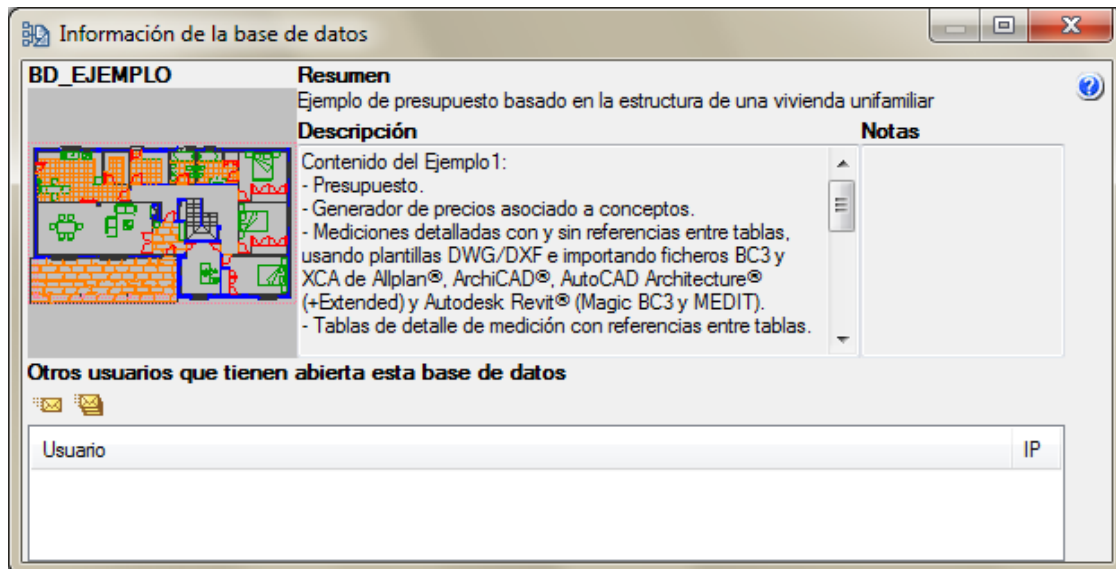 Información de la base de datos
BD_EJEMPLO
Resumen
Ejemplo de presupuesto basado en la estructura de una vivienda unifamiliar
Descripción
Notas
Contenido del Ejemplo1:
- Presupuesto.
- Generador de precios asociado a conceptos.
- Mediciones detalladas con y sin referencias entre tablas,
usando plantillas DWG/DXF e importando ficheros BC3 y
XCA de Allplan®, ArchiCAD®, AutoCAD Architecture®
(+Extended) y Autodesk Revit® (Magic BC3 y MEDIT).
- Tablas de detalle de medición con referencias entre tablas.
Otros usuarios que tienen abierta esta base de datos
Usuario
IP